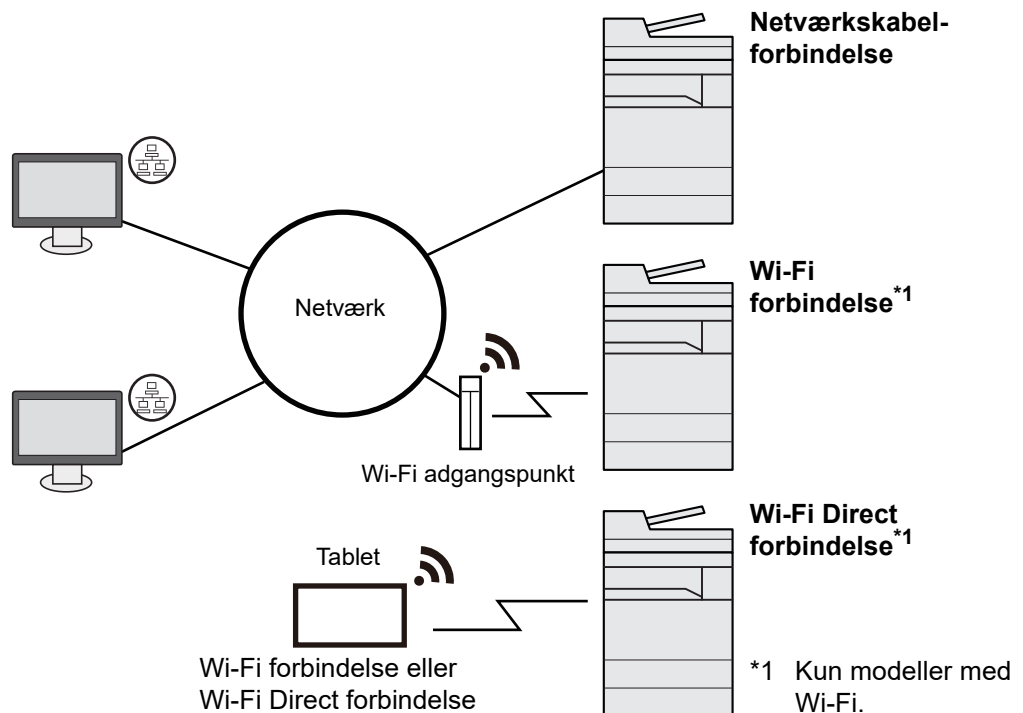 Netværkskabel-
forbindelse
Netværk
Wi-Fi
forbindelse*1
Wi-Fi adgangspunkt
Wi-Fi Direct
forbindelse*1
Tablet
Wi-Fi forbindelse eller
Wi-Fi Direct forbindelse
*1 Kun modeller med
Wi-Fi.